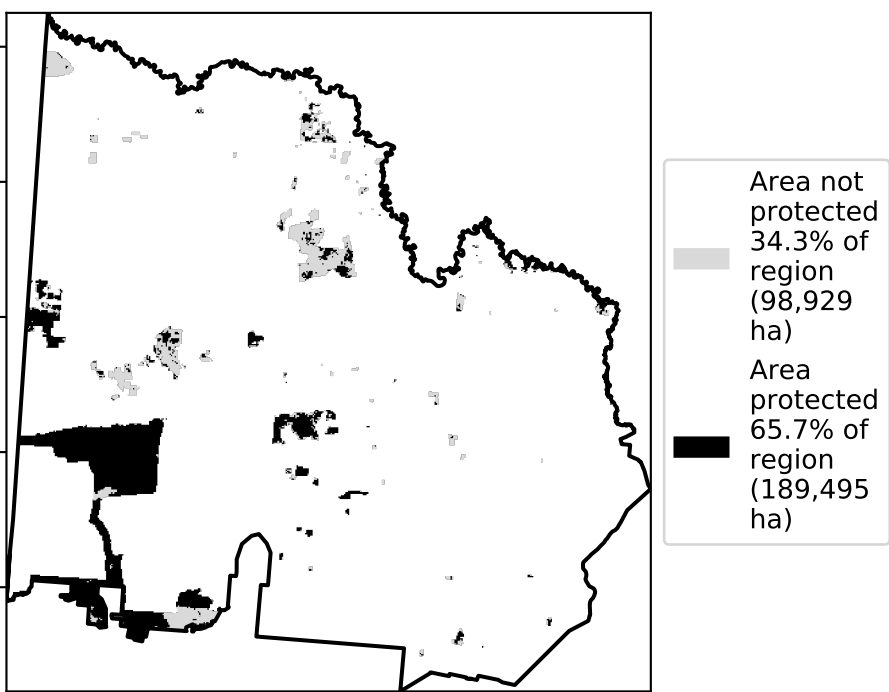 Area not
protected
34.3% of
region
(98,929
ha)
Area
protected
65.7% of
region
(189,495
ha)